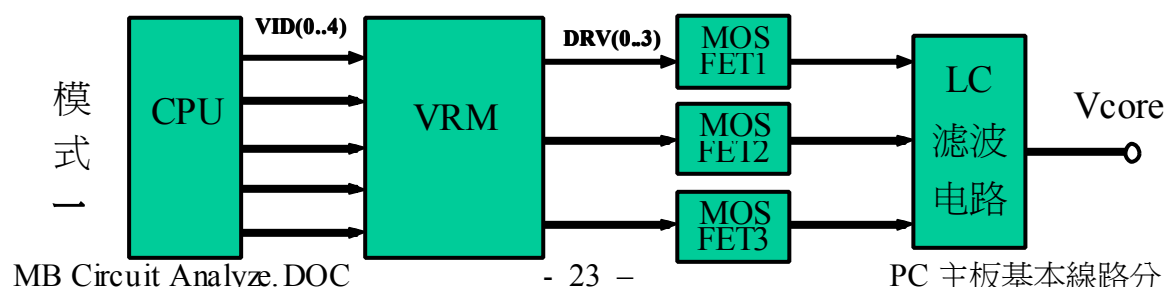 VID(0..4)
DRV(0..3)
模
式
一
CPU
VRM
MOS
FET1
MOS
FET2
MOS
FET3
LC
滤波
电路
Vcore
MB Circuit Analyze.DOC
- 23 –
PC 主板基本線路分